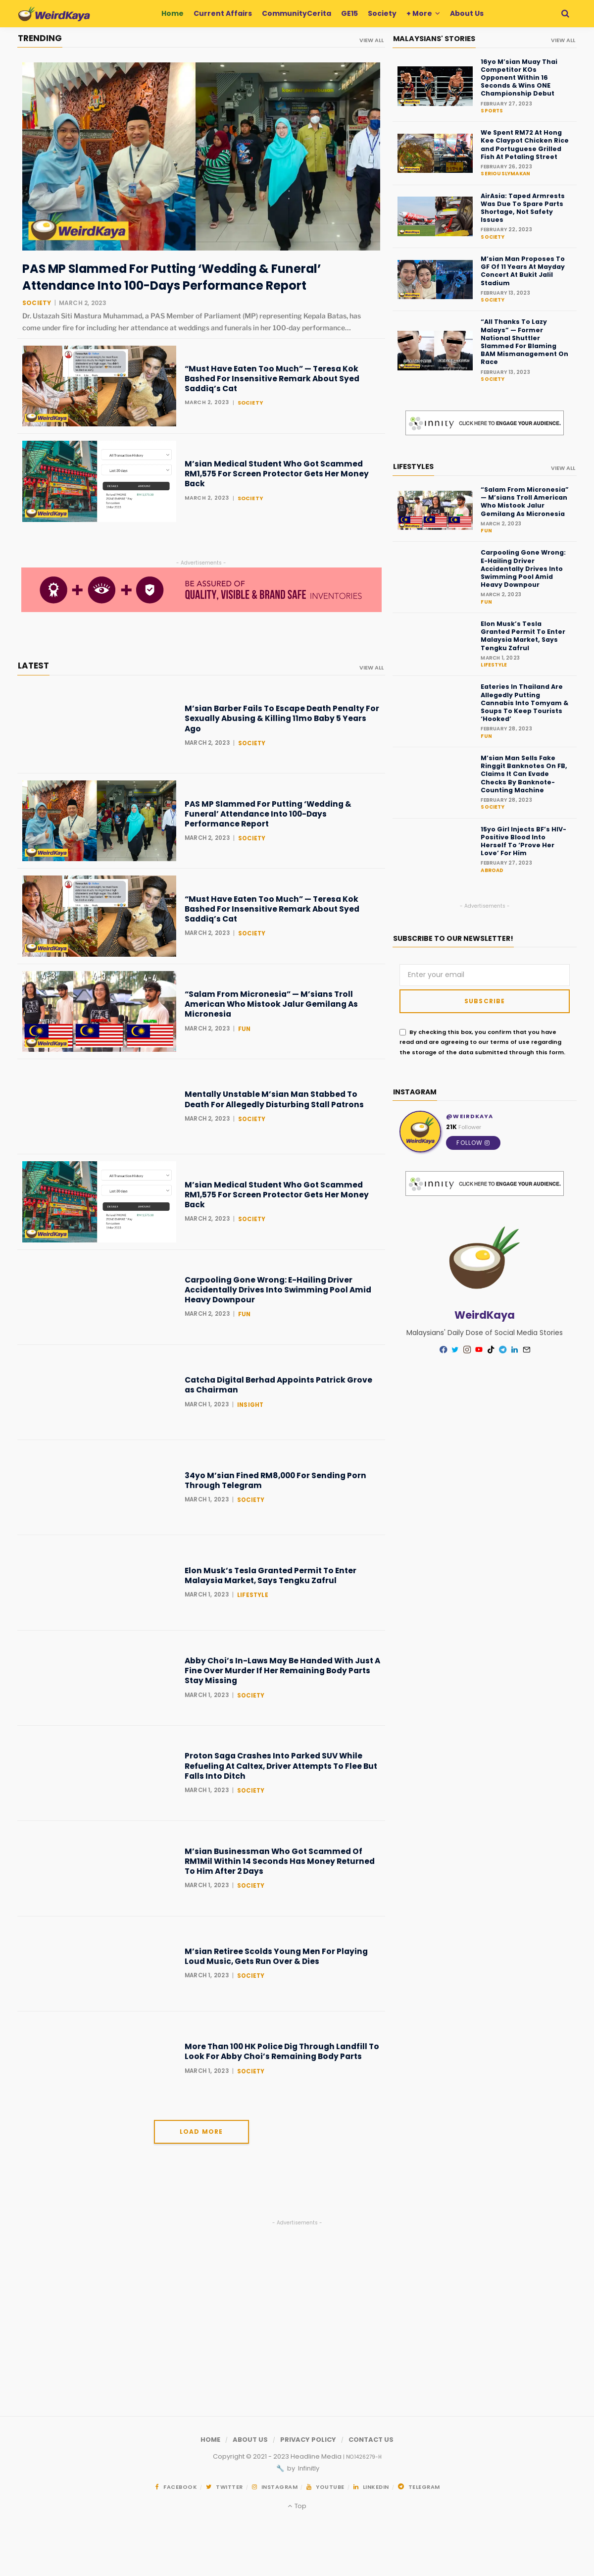 WeirdKaya
Home
Current Affairs
CommunityCerita
GE15
Society
+ More
About Us
TRENDING
VIEW ALL
WeirdKaya
PAS MP Slammed For Putting ‘Wedding & Funeral’
Attendance Into 100-Days Performance Report
SOCIETY | MARCH 2, 2023
Dr. Ustazah Siti Mastura Muhammad, a PAS Member of Parliament (MP) representing Kepala Batas, has
come under fire for including her attendance at weddings and funerals in her 100-day performance...
WeirdKaya
“Must Have Eaten Too Much” — Teresa Kok
Bashed For Insensitive Remark About Syed
Saddiq’s Cat
MARCH 2, 2023 | SOCIETY
WeirdKaya
All Transaction History
Last 30 days
M’sian Medical Student Who Got Scammed
RM1,575 For Screen Protector Gets Her Money
Back
MARCH 2, 2023 | SOCIETY
- Advertisements -
BE ASSURED OF
QUALITY, VISIBLE & BRAND SAFE INVENTORIES
LATEST
VIEW ALL
M’sian Barber Fails To Escape Death Penalty For
Sexually Abusing & Killing 11mo Baby 5 Years
Ago
MARCH 2, 2023 | SOCIETY
PAS MP Slammed For Putting ‘Wedding &
Funeral’ Attendance Into 100-Days
Performance Report
MARCH 2, 2023 | SOCIETY
WeirdKaya
“Must Have Eaten Too Much” — Teresa Kok
Bashed For Insensitive Remark About Syed
Saddiq’s Cat
MARCH 2, 2023 | SOCIETY
WeirdKaya
“Salam From Micronesia” — M’sians Troll
American Who Mistook Jalur Gemilang As
Micronesia
MARCH 2, 2023 | FUN
WeirdKaya
Mentally Unstable M’sian Man Stabbed To
Death For Allegedly Disturbing Stall Patrons
MARCH 2, 2023 | SOCIETY
All Transaction History
Last 30 days
M’sian Medical Student Who Got Scammed
RM1,575 For Screen Protector Gets Her Money
Back
MARCH 2, 2023 | SOCIETY
WeirdKaya
Carpooling Gone Wrong: E-Hailing Driver
Accidentally Drives Into Swimming Pool Amid
Heavy Downpour
MARCH 2, 2023 | FUN
Catcha Digital Berhad Appoints Patrick Grove
as Chairman
MARCH 1, 2023 | INSIGHT
34yo M’sian Fined RM8,000 For Sending Porn
Through Telegram
MARCH 1, 2023 | SOCIETY
Elon Musk’s Tesla Granted Permit To Enter
Malaysia Market, Says Tengku Zafrul
MARCH 1, 2023 | LIFESTYLE
Abby Choi’s In-Laws May Be Handed With Just A
Fine Over Murder If Her Remaining Body Parts
Stay Missing
MARCH 1, 2023 | SOCIETY
Proton Saga Crashes Into Parked SUV While
Refueling At Caltex, Driver Attempts To Flee But
Falls Into Ditch
MARCH 1, 2023 | SOCIETY
M’sian Businessman Who Got Scammed Of
RM1Mil Within 14 Seconds Has Money Returned
To Him After 2 Days
MARCH 1, 2023 | SOCIETY
M’sian Retiree Scolds Young Men For Playing
Loud Music, Gets Run Over & Dies
MARCH 1, 2023 | SOCIETY
More Than 100 HK Police Dig Through Landfill To
Look For Abby Choi’s Remaining Body Parts
MARCH 1, 2023 | SOCIETY
LOAD MORE
MALAYSIANS' STORIES
VIEW ALL
16yo M’sian Muay Thai
Competitor KOs
Opponent Within 16
Seconds & Wins ONE
Championship Debut
FEBRUARY 27, 2023
SPORTS
We Spent RM72 At Hong
Kee Claypot Chicken Rice
and Portuguese Grilled
Fish At Petaling Street
FEBRUARY 26, 2023
SERIOUSLYMAKAN
AirAsia: Taped Armrests
Was Due To Spare Parts
Shortage, Not Safety
Issues
FEBRUARY 22, 2023
SOCIETY
M’sian Man Proposes To
GF Of 11 Years At Mayday
Concert At Bukit Jalil
Stadium
FEBRUARY 13, 2023
SOCIETY
“All Thanks To Lazy
Malays” — Former
National Shuttler
Slammed For Blaming
BAM Mismanagement On
Race
FEBRUARY 13, 2023
SOCIETY
INNITY CLICK HERE TO ENGAGE YOUR AUDIENCE.
LIFESTYLES
VIEW ALL
“Salam From Micronesia”
— M’sians Troll American
Who Mistook Jalur
Gemilang As Micronesia
MARCH 2, 2023
FUN
Carpooling Gone Wrong:
E-Hailing Driver
Accidentally Drives Into
Swimming Pool Amid
Heavy Downpour
MARCH 2, 2023
FUN
Elon Musk’s Tesla
Granted Permit To Enter
Malaysia Market, Says
Tengku Zafrul
MARCH 1, 2023
LIFESTYLE
Eateries In Thailand Are
Allegedly Putting
Cannabis Into Tomyam &
Soups To Keep Tourists
‘Hooked’
FEBRUARY 28, 2023
FUN
M’sian Man Sells Fake
Ringgit Banknotes On FB,
Claims It Can Evade
Checks By Banknote-
Counting Machine
FEBRUARY 28, 2023
SOCIETY
15yo Girl Injects BF’s HIV-
Positive Blood Into
Herself To ‘Prove Her
Love’ For Him
FEBRUARY 27, 2023
ABROAD
- Advertisements -
SUBSCRIBE TO OUR NEWSLETTER!
Enter your email
SUBSCRIBE
By checking this box, you confirm that you have
read and are agreeing to our terms of use regarding
the storage of the data submitted through this form.
INSTAGRAM
WeirdKaya
@WEIRDKAYA
21K Follower
FOLLOW
INNITY CLICK HERE TO ENGAGE YOUR AUDIENCE.
WeirdKaya
Malaysians' Daily Dose of Social Media Stories
- Advertisements -
HOME / ABOUT US / PRIVACY POLICY / CONTACT US
Copyright © 2021 - 2023 Headline Media | NO.1426279-H
by Infinitly
FACEBOOK / TWITTER / INSTAGRAM / YOUTUBE / LINKEDIN / TELEGRAM
Top